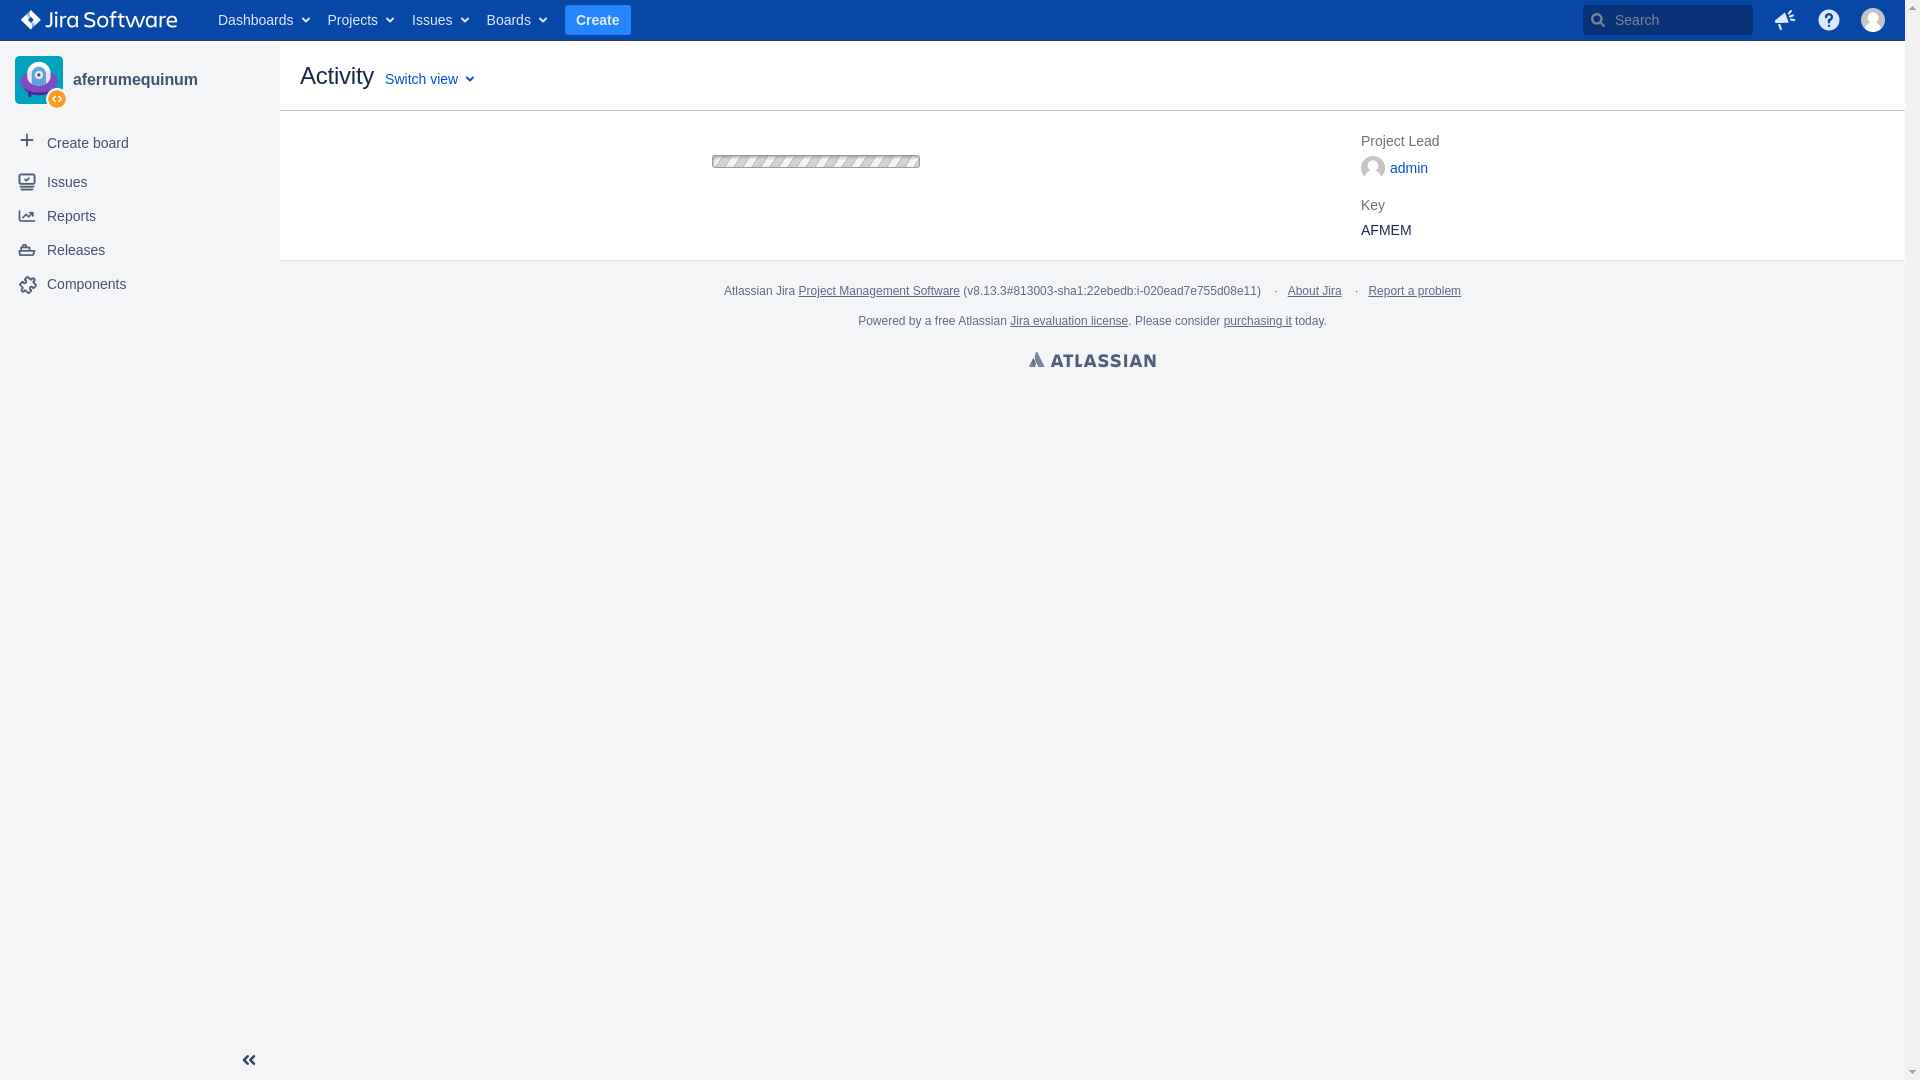 Jira Software
Dashboards Projects Issues Boards Create Search
aferrumequinum
Create board
Issues
Reports
Releases
Components
Activity Switch view
Project Lead
admin
Key
AFMEM
Atlassian Jira Project Management Software (v8.13.3#813003-sha1:22ebedb:i-020ead7e755d08e11) · About Jira · Report a problem
Powered by a free Atlassian Jira evaluation license. Please consider purchasing it today.
ATLASSIAN